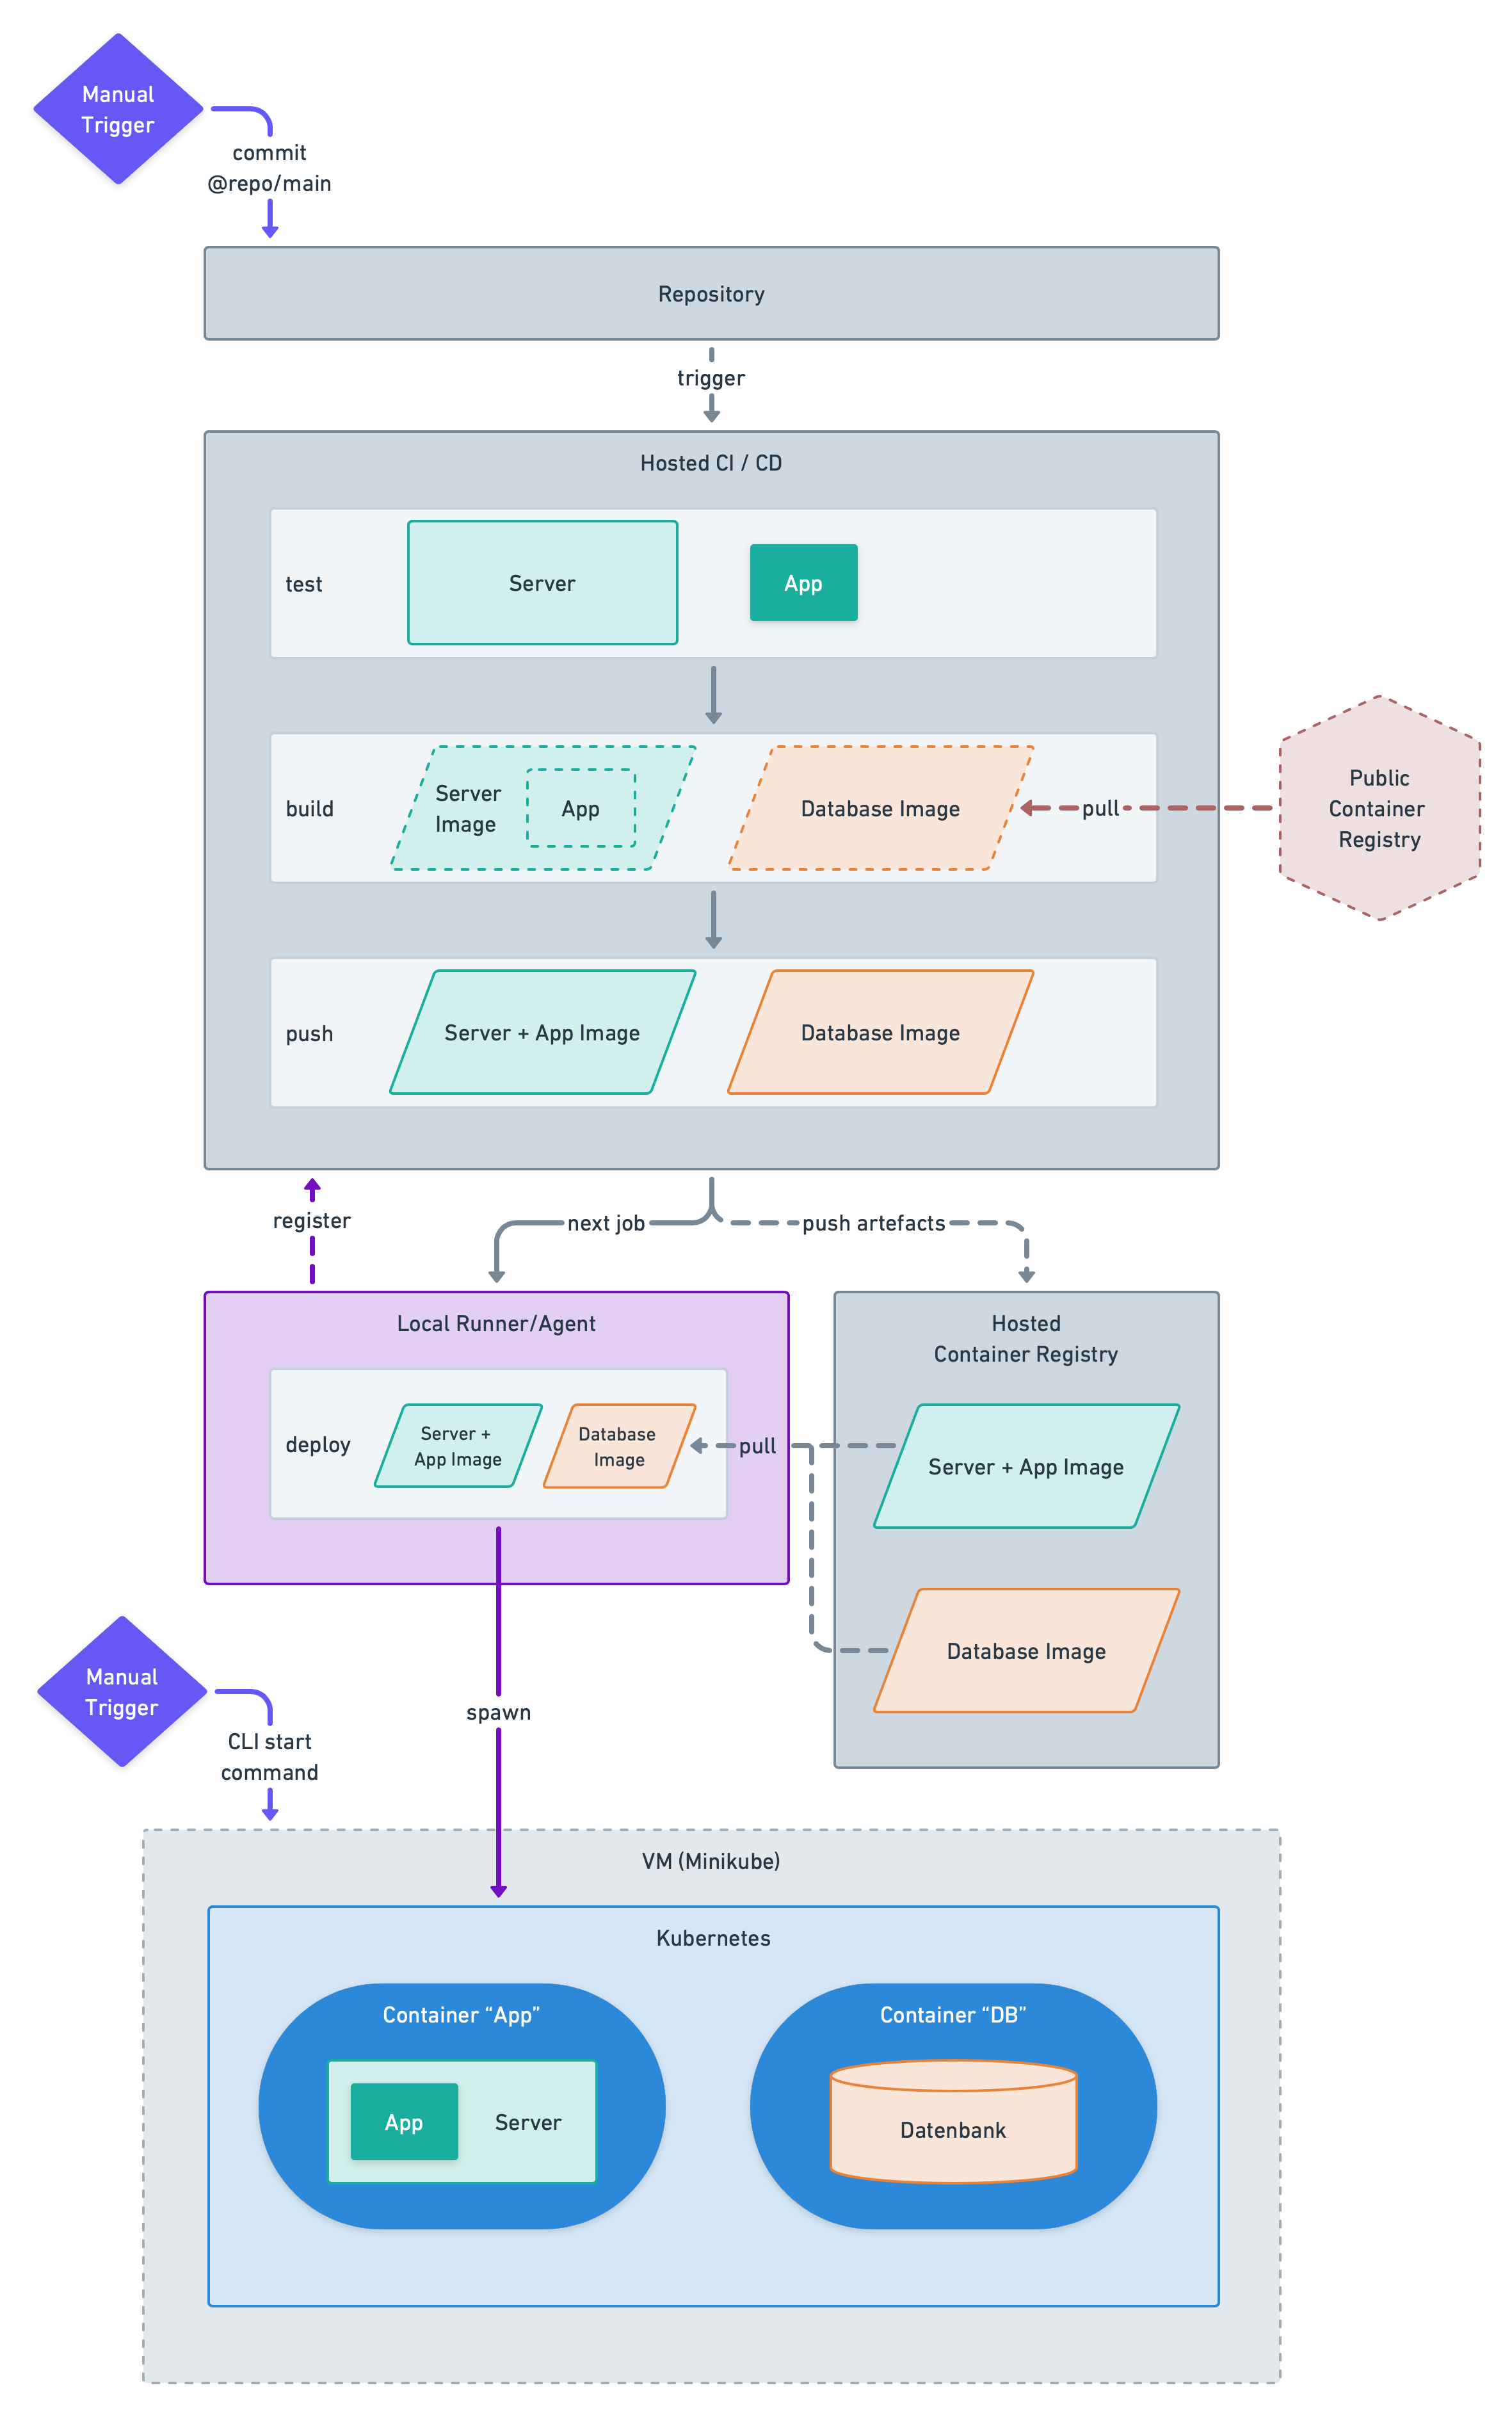 Manual
Trigger
commit
@repo/main
Repository
trigger
Hosted CI / CD
test
Server
App
build
Server
Image
App
Database Image
pull
Public
Container
Registry
push
Server + App Image
Database Image
register
next job
push artefacts
Local Runner/Agent
deploy
Server +
App Image
Database
Image
pull
Hosted
Container Registry
Server + App Image
Database Image
Manual
Trigger
CLI start
command
spawn
VM (Minikube)
Kubernetes
Container “App”
App
Server
Container “DB”
Datenbank